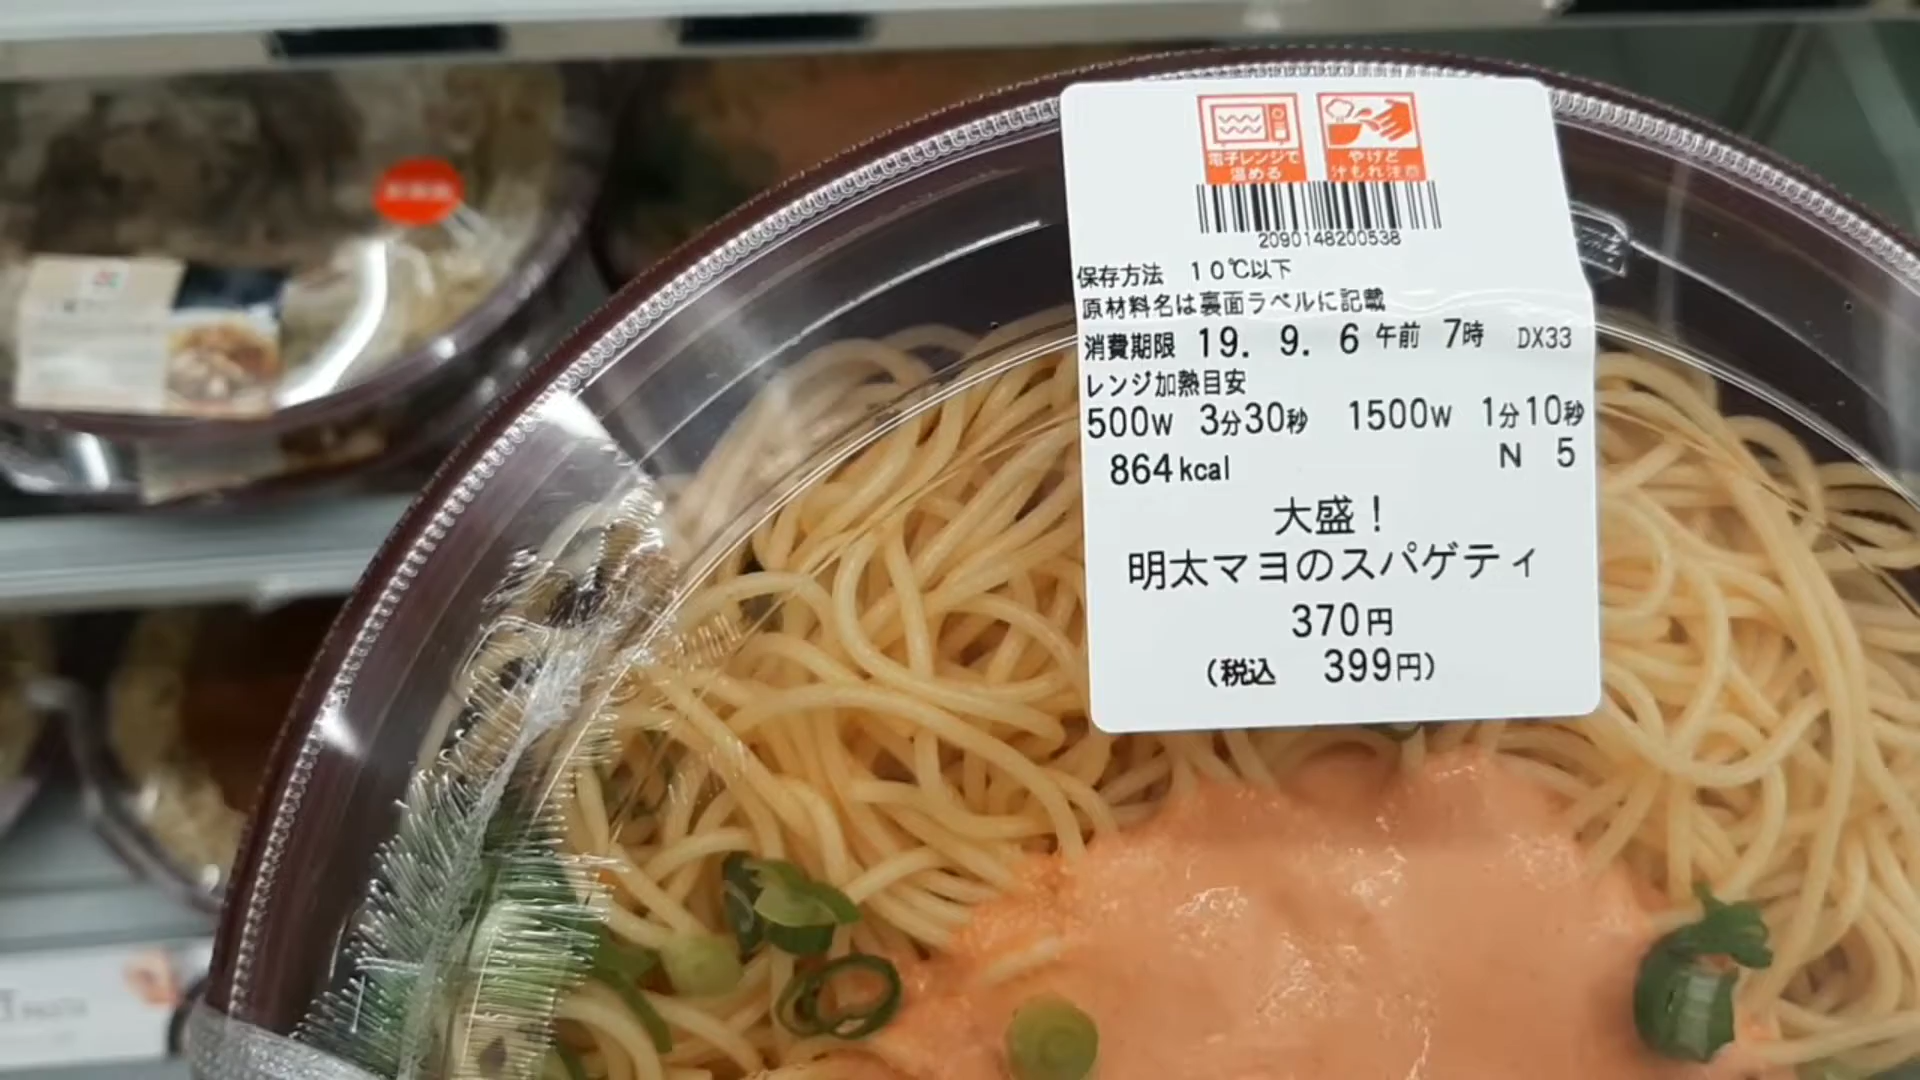 電子レンジで
温める
やけど
汁もれ注意
2090148200538
保存方法 10℃以下
原材料名は裏面ラベルに記載
消費期限 19. 9. 6 午前 7時 DX33
レンジ加熱目安
500W 3分30秒 1500W 1分10秒
N 5
864kcal
大盛！
明太マヨのスパゲティ
370円
(税込 399円)